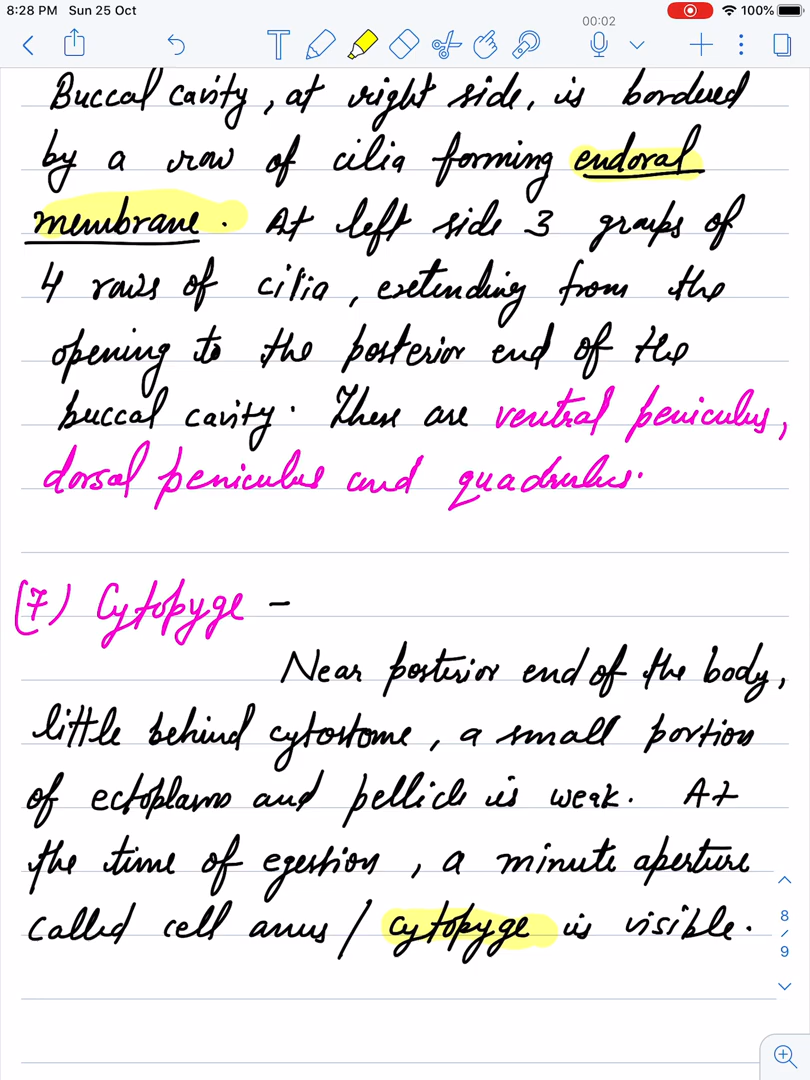 8:28 PM Sun 25 Oct
100%
00:02
T
Buccal cavity, at right side, is bordered
by a row of cilia forming endoral
membrane. At left side 3 groups of
4 rows of cilia, extending from the
opening to the posterior end of the
buccal cavity. These are ventral peniculus,
dorsal peniculus and quadrulus.
(7) Cytopyge -
Near posterior end of the body,
little behind cytostome, a small portion
of ectoplasm and pellicle is weak. At
the time of egestion, a minute aperture
called cell anus / cytopyge is visible.
8
/
9